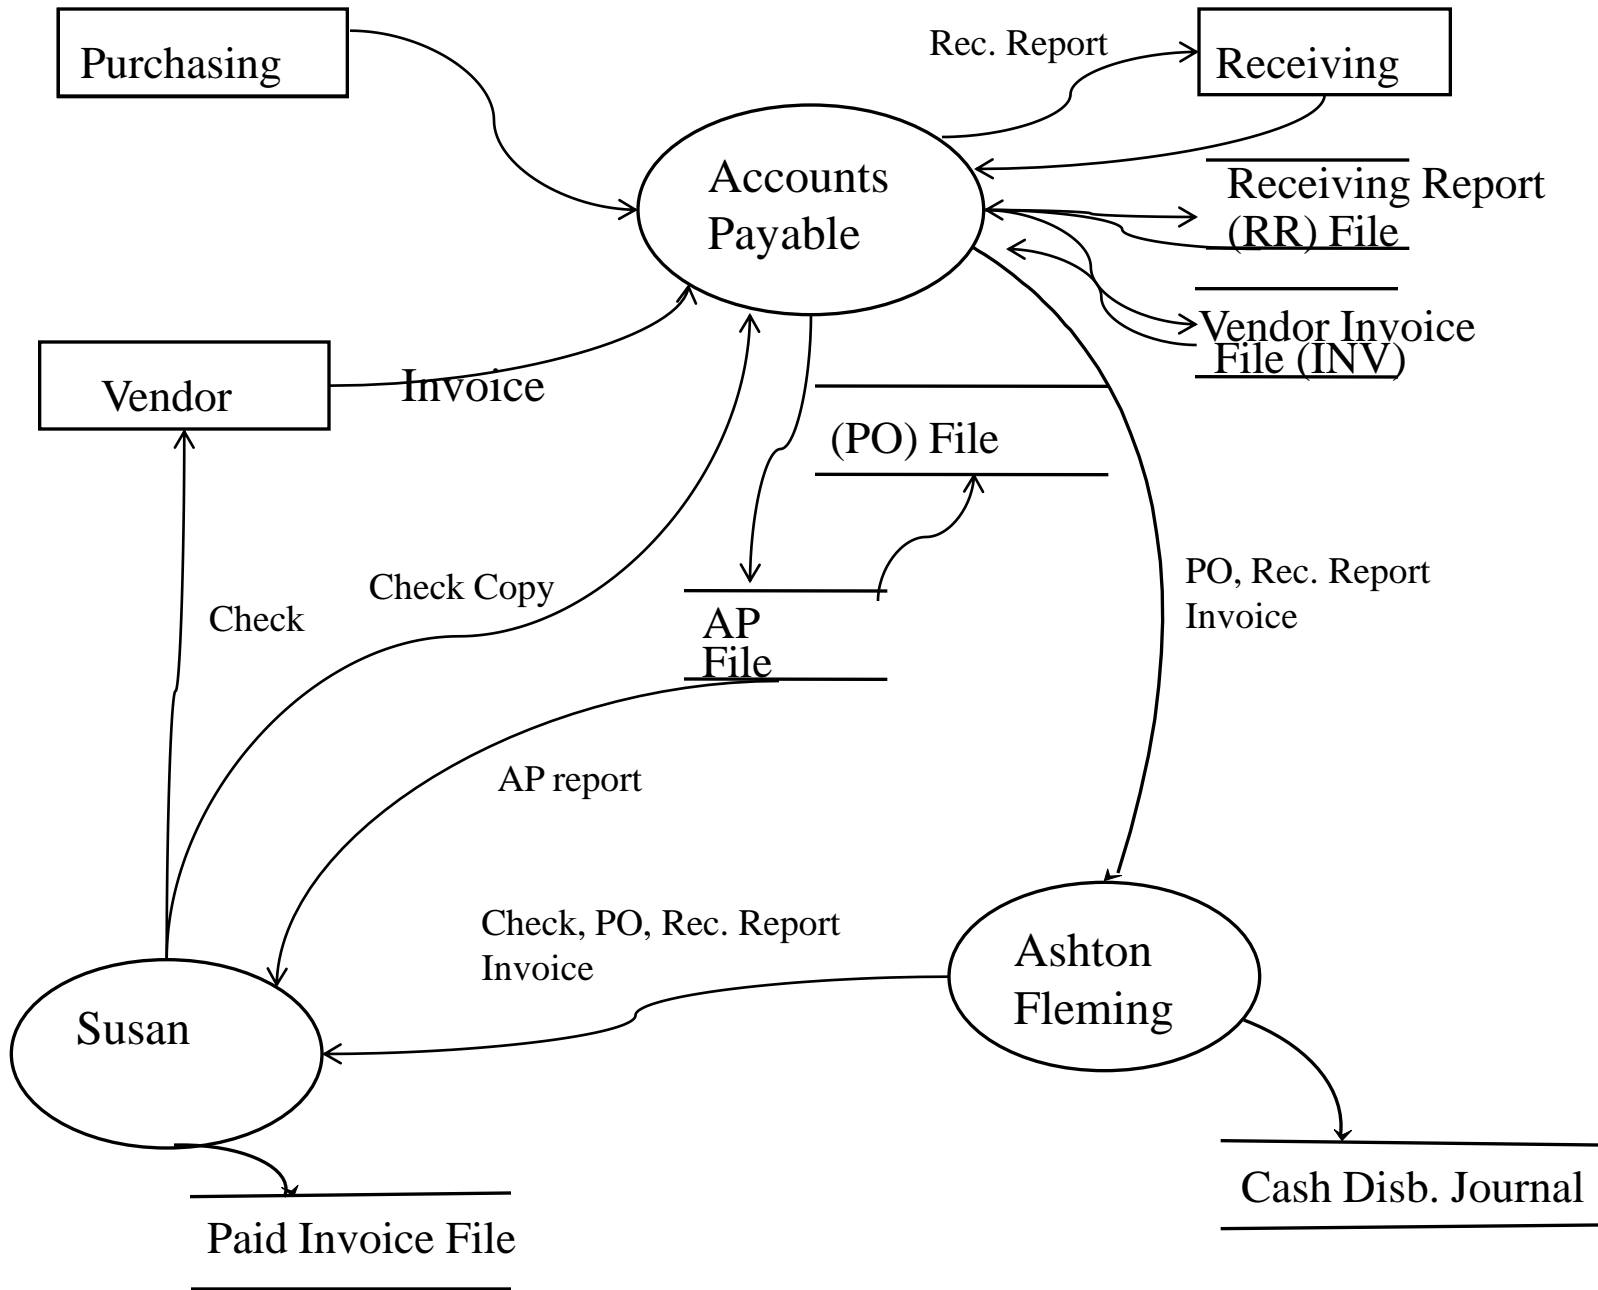 Purchasing
Rec. Report
Receiving
Accounts
Payable
Receiving Report
(RR) File
Vendor Invoice
File (INV)
Vendor
Invoice
(PO) File
PO, Rec. Report
Invoice
Check Copy
Check
AP
File
AP report
Check, PO, Rec. Report
Invoice
Ashton
Fleming
Susan
Cash Disb. Journal
Paid Invoice File